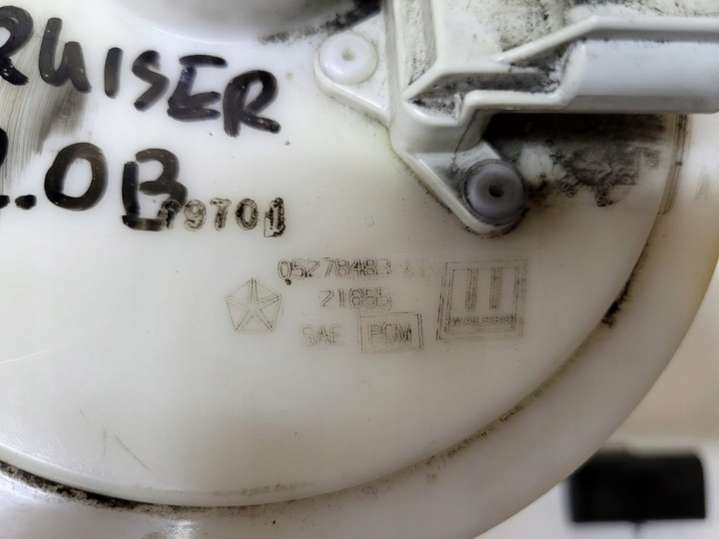 RUISER
2.0B
79701
05278483
21855
SAE POM